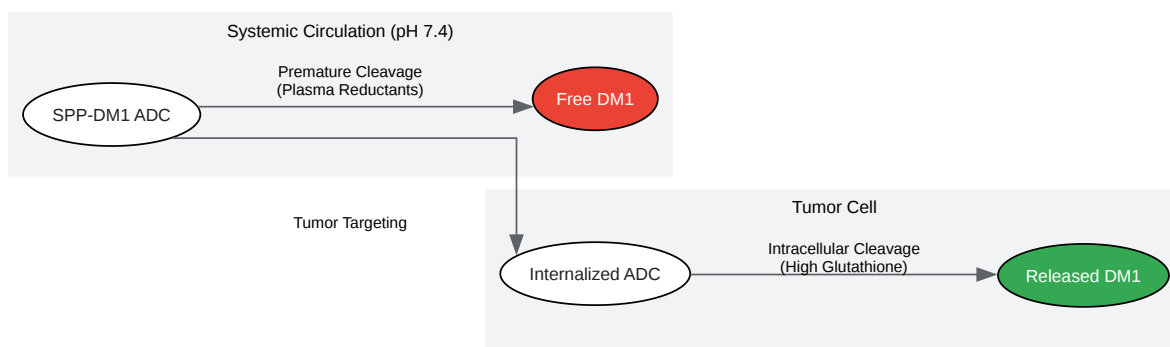 Systemic Circulation (pH 7.4)
Premature Cleavage
(Plasma Reductants)
SPP-DM1 ADC
Free DM1
Tumor Targeting
Tumor Cell
Intracellular Cleavage
(High Glutathione)
Internalized ADC
Released DM1